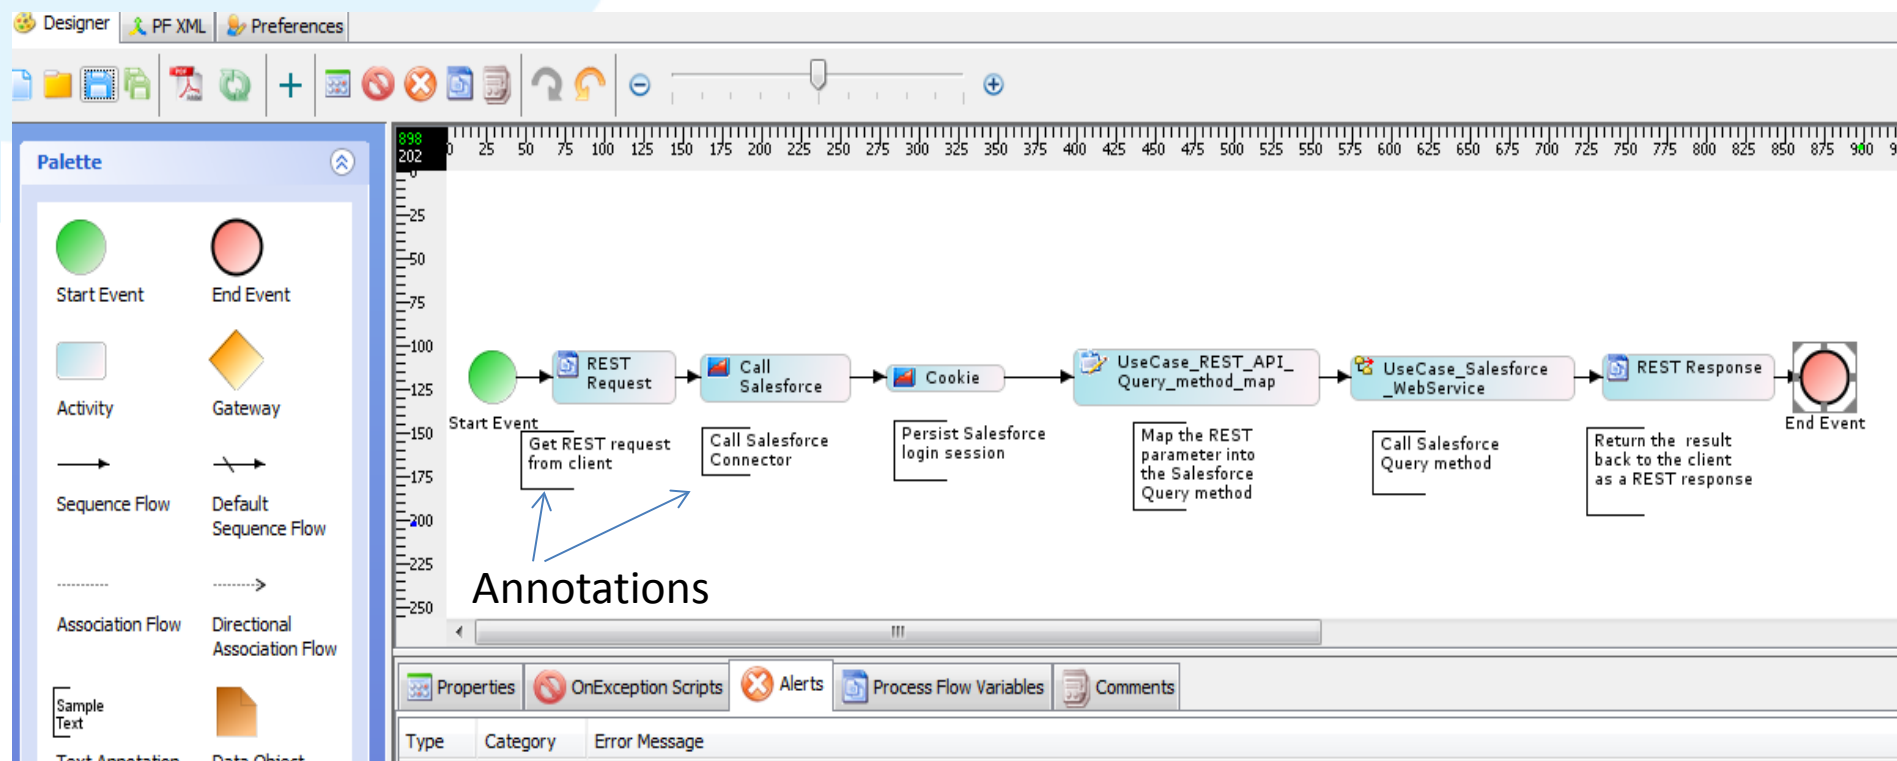 Designer PF XML Preferences
PDF
898
202
0 25 50 75 100 125 150 175 200 225 250 275 300 325 350 375 400 425 450 475 500 525 550 575 600 625 650 675 700 725 750 775 800 825 850 875 900 9
0
25
50
75
100
125
150
175
200
225
250
Palette
Start Event End Event
Activity Gateway
Sequence Flow Default
Sequence Flow
Association Flow Directional
Association Flow
Sample
Text
Text Annotation Data Object
REST
Request
Call
Salesforce
Cookie
UseCase_REST_API_
Query_method_map
UseCase_Salesforce
_WebService
REST Response
Start Event
End Event
Get REST request
from client
Call Salesforce
Connector
Persist Salesforce
login session
Map the REST
parameter into
the Salesforce
Query method
Call Salesforce
Query method
Return the result
back to the client
as a REST response
Annotations
Properties OnException Scripts Alerts Process Flow Variables Comments
Type Category Error Message